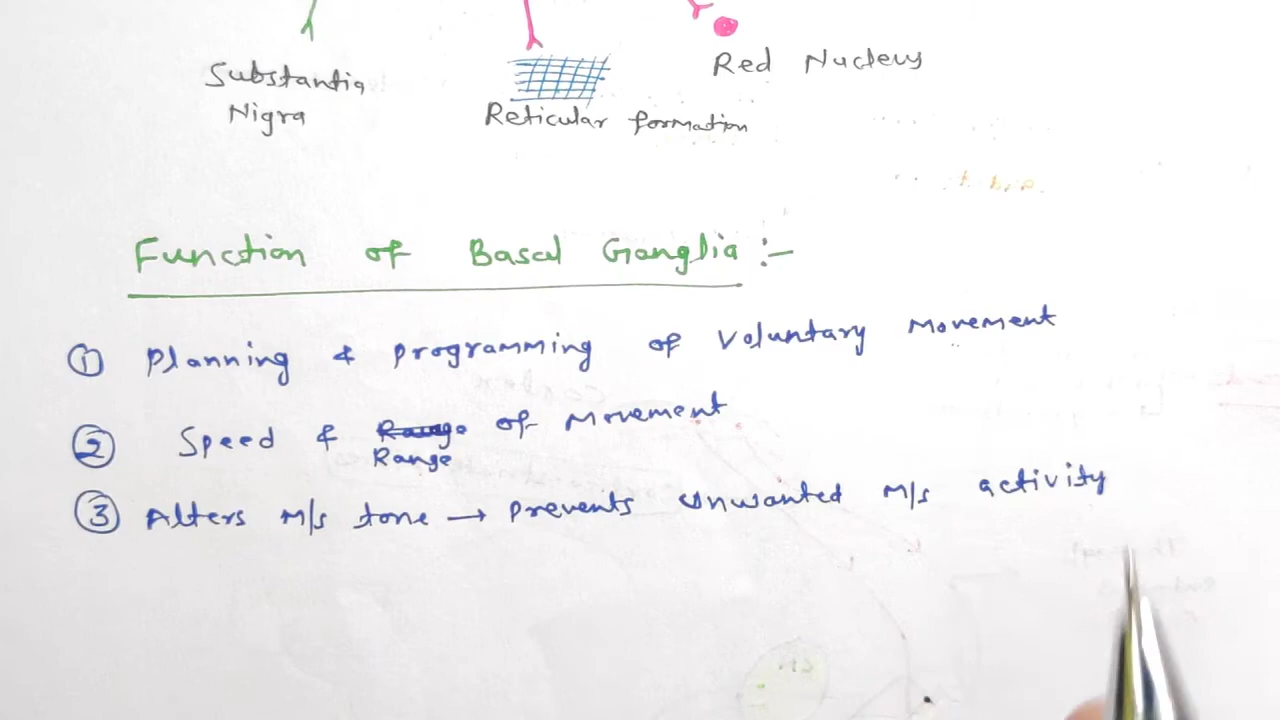 Substantia
Nigra
Reticular formation
Red Nucleus
Function of Basal Ganglia :-
① Planning & programming of Voluntary Movement
② Speed & of Movement
Range
③ Alters M/s tone → prevents unwanted M/s activity